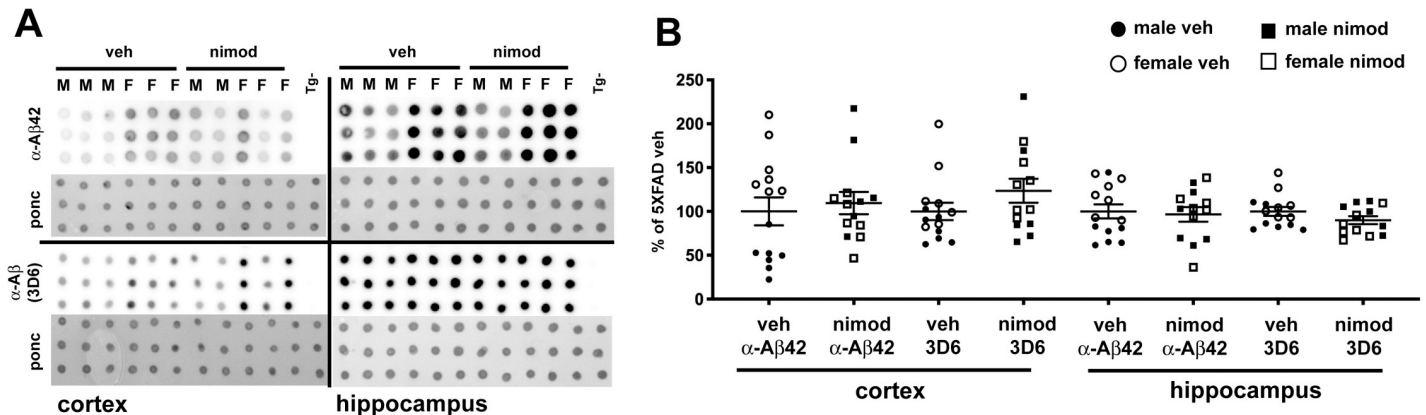 A
veh nimod veh nimod
M M M F F F M M F F F Tg- M M M F F F M M F F F Tg-
α-Aβ42
ponc
α-Aβ
(3D6)
ponc
cortex hippocampus
B
male veh male nimod
female veh female nimod
% of 5XFAD veh
250
200
150
100
50
0
veh nimod veh nimod veh nimod veh nimod
α-Aβ42 α-Aβ42 3D6 3D6 α-Aβ42 α-Aβ42 3D6 3D6
cortex hippocampus